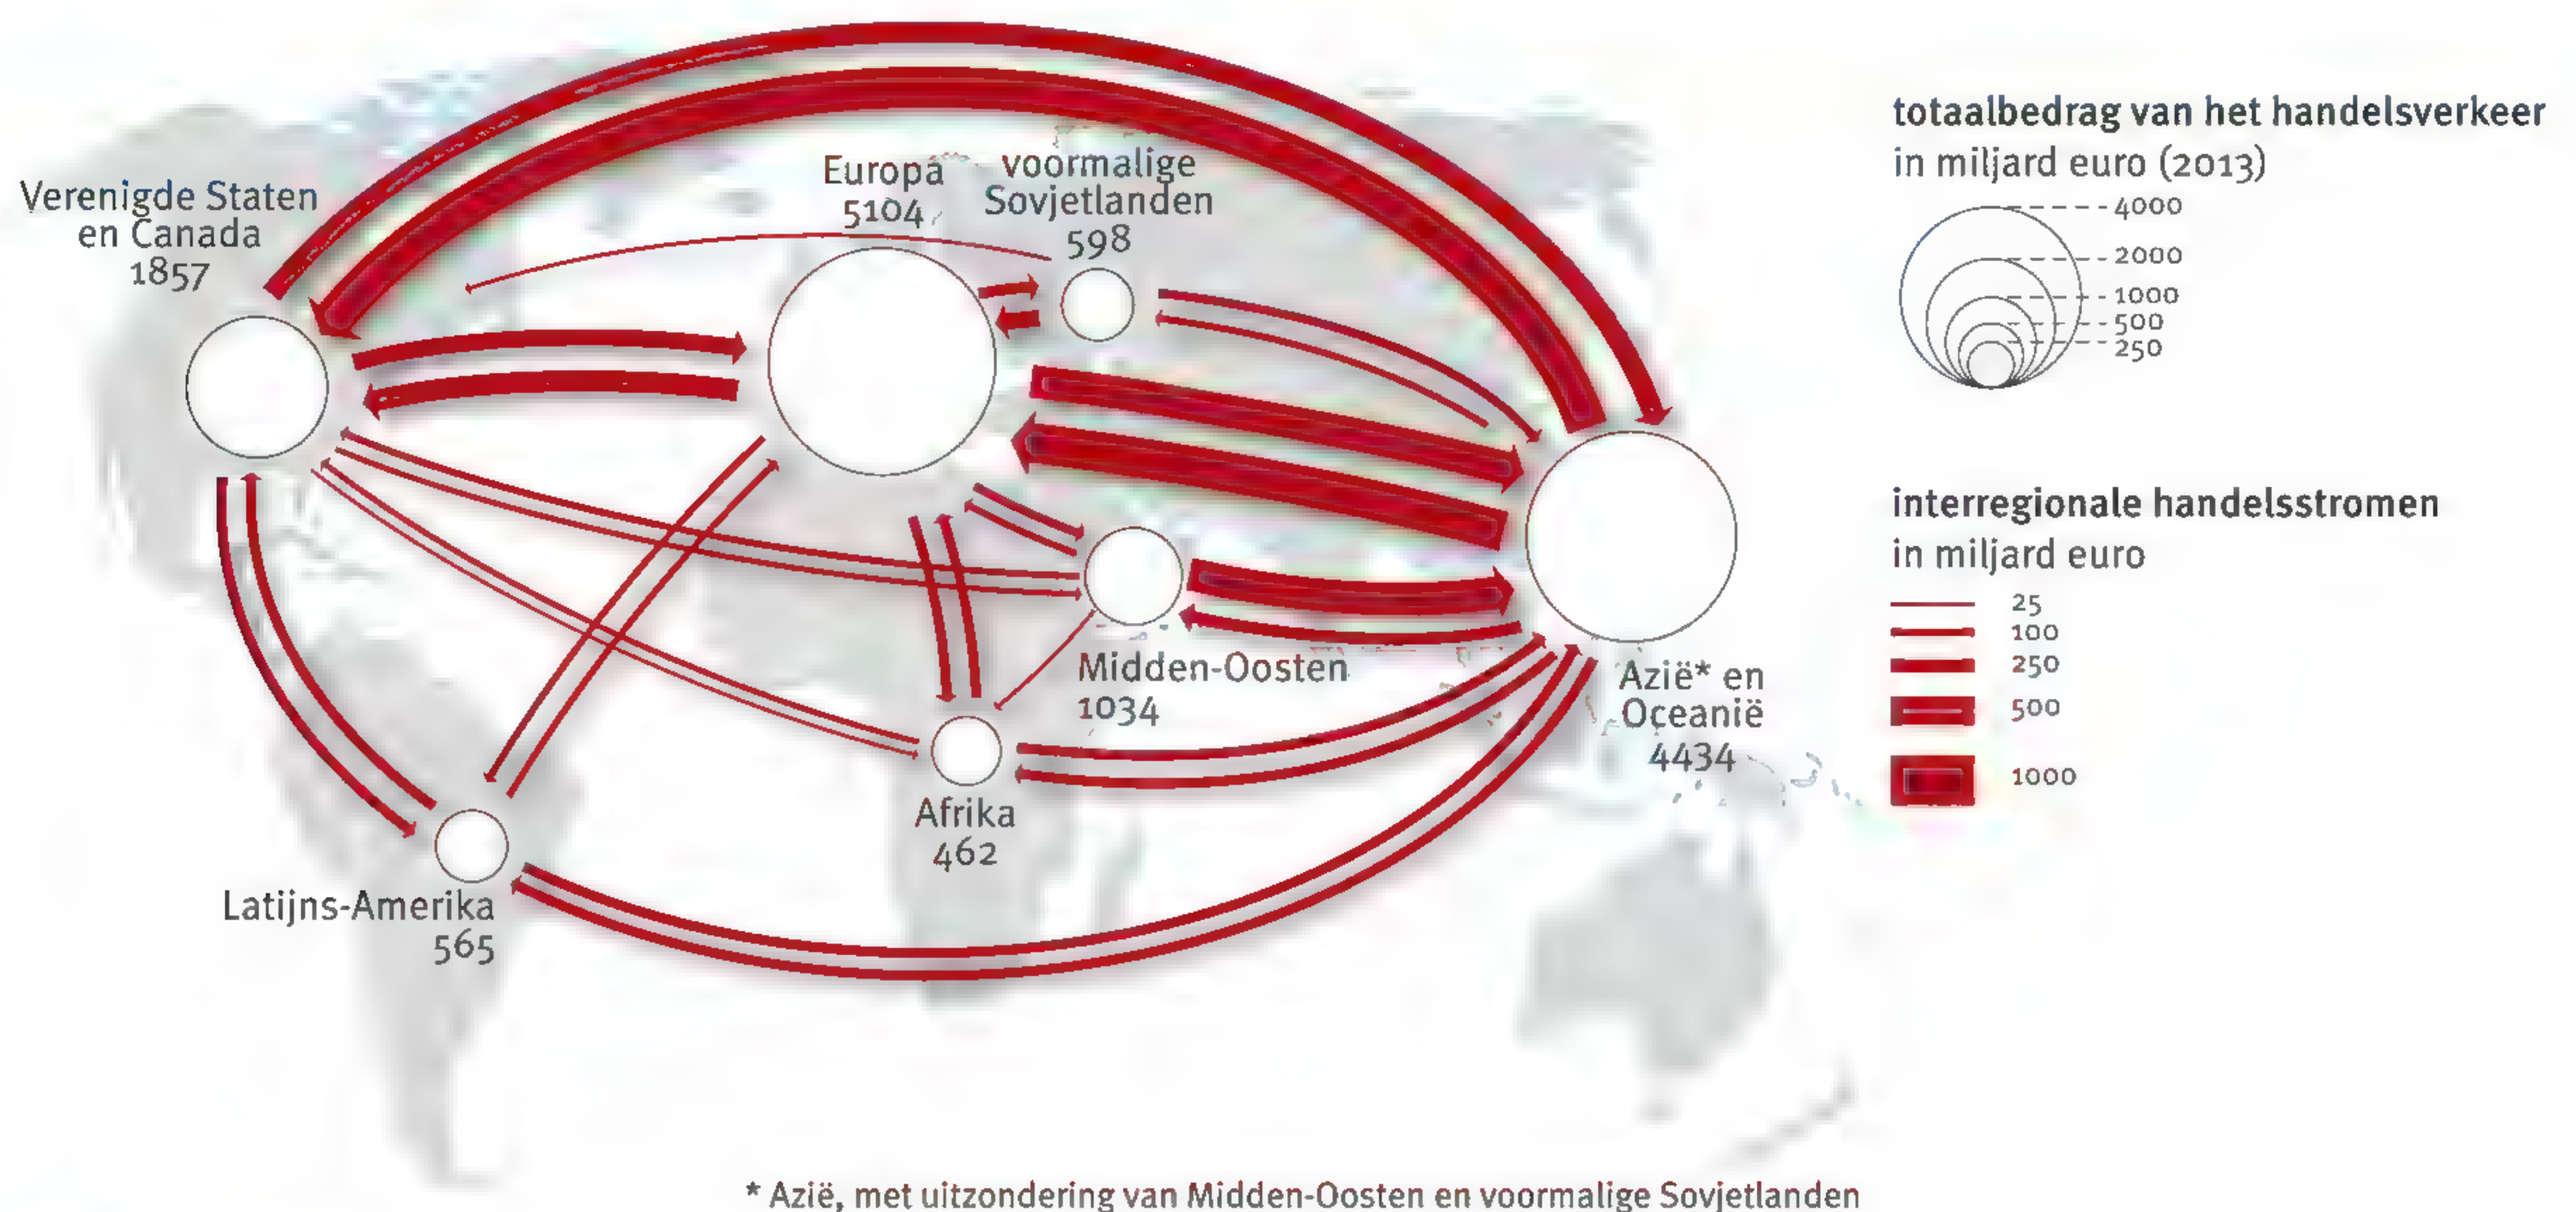 Verenigde Staten
en Canada
1857
Europa
5104
voormalige
Sovjetlanden
598
Midden-Oosten
1034
Azië* en
Oceanië
4434
Afrika
462
Latijns-Amerika
565
totaalbedrag van het handelsverkeer
in miljard euro (2013)
4000
2000
1000
500
250
interregionale handelsstromen
in miljard euro
25
100
250
500
1000
* Azië, met uitzondering van Midden-Oosten en voormalige Sovjetlanden